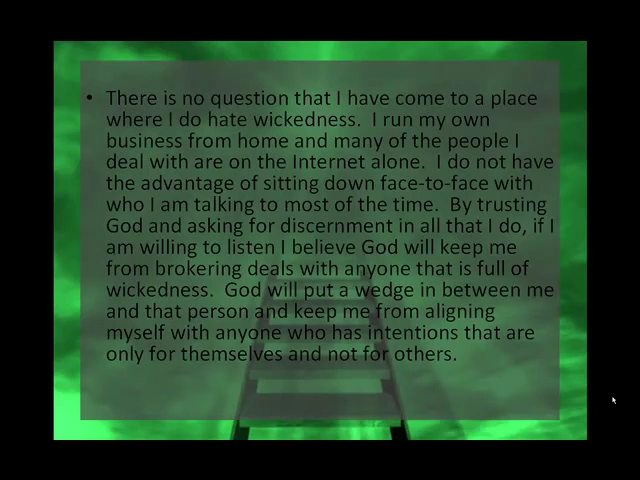 • There is no question that I have come to a place
where I do hate wickedness.  I run my own
business from home and many of the people I
deal with are on the Internet alone.  I do not have
the advantage of sitting down face-to-face with
who I am talking to most of the time.  By trusting
God and asking for discernment in all that I do, if I
am willing to listen I believe God will keep me
from brokering deals with anyone that is full of
wickedness.  God will put a wedge in between me
and that person and keep me from aligning
myself with anyone who has intentions that are
only for themselves and not for others.